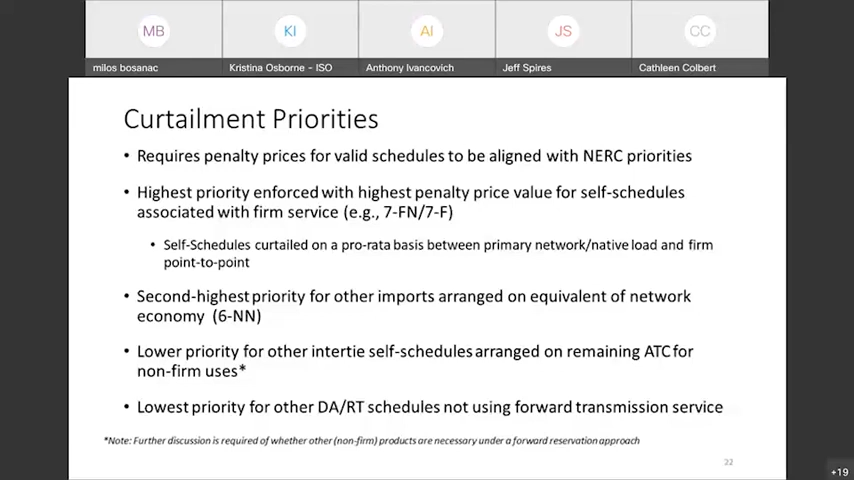 MB
KI
AI
JS
CC
milos bosanac
Kristina Osborne - ISO
Anthony Ivancovich
Jeff Spires
Cathleen Colbert
Curtailment Priorities
• Requires penalty prices for valid schedules to be aligned with NERC priorities
• Highest priority enforced with highest penalty price value for self-schedules
associated with firm service (e.g., 7-FN/7-F)
• Self-Schedules curtailed on a pro-rata basis between primary network/native load and firm
point-to-point
• Second-highest priority for other imports arranged on equivalent of network
economy (6-NN)
• Lower priority for other intertie self-schedules arranged on remaining ATC for
non-firm uses*
• Lowest priority for other DA/RT schedules not using forward transmission service
*Note: Further discussion is required of whether other (non-firm) products are necessary under a forward reservation approach
22
+19